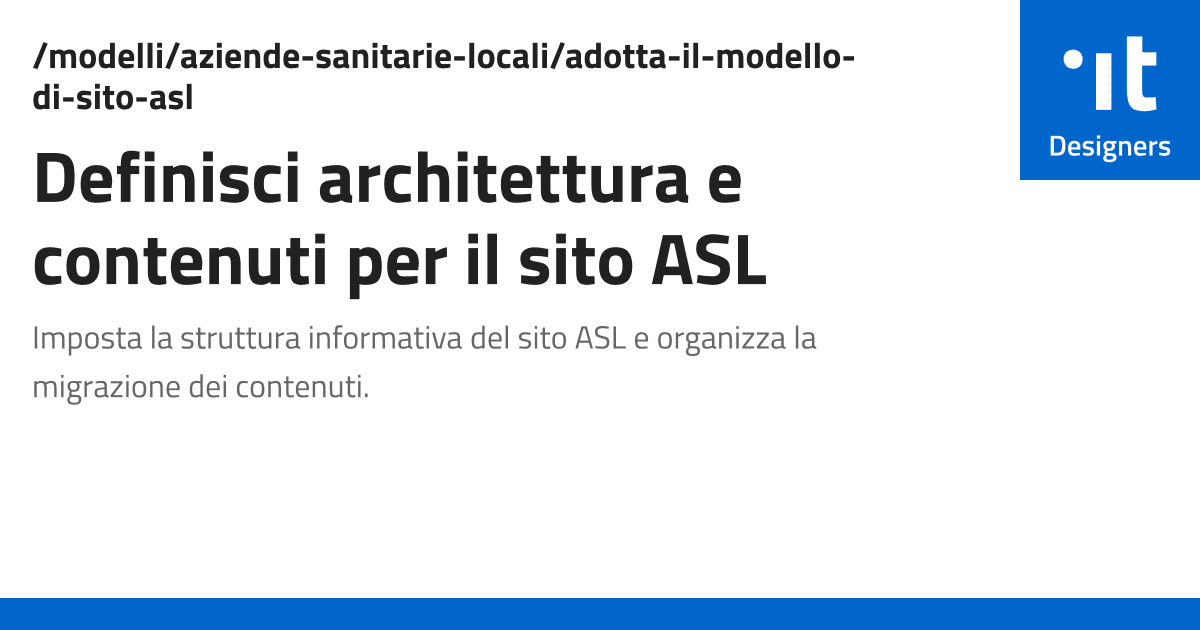 /modelli/aziende-sanitarie-locali/adotta-il-modello-
di-sito-asl
Definisci architettura e
contenuti per il sito ASL
Imposta la struttura informativa del sito ASL e organizza la
migrazione dei contenuti.
it
Designers